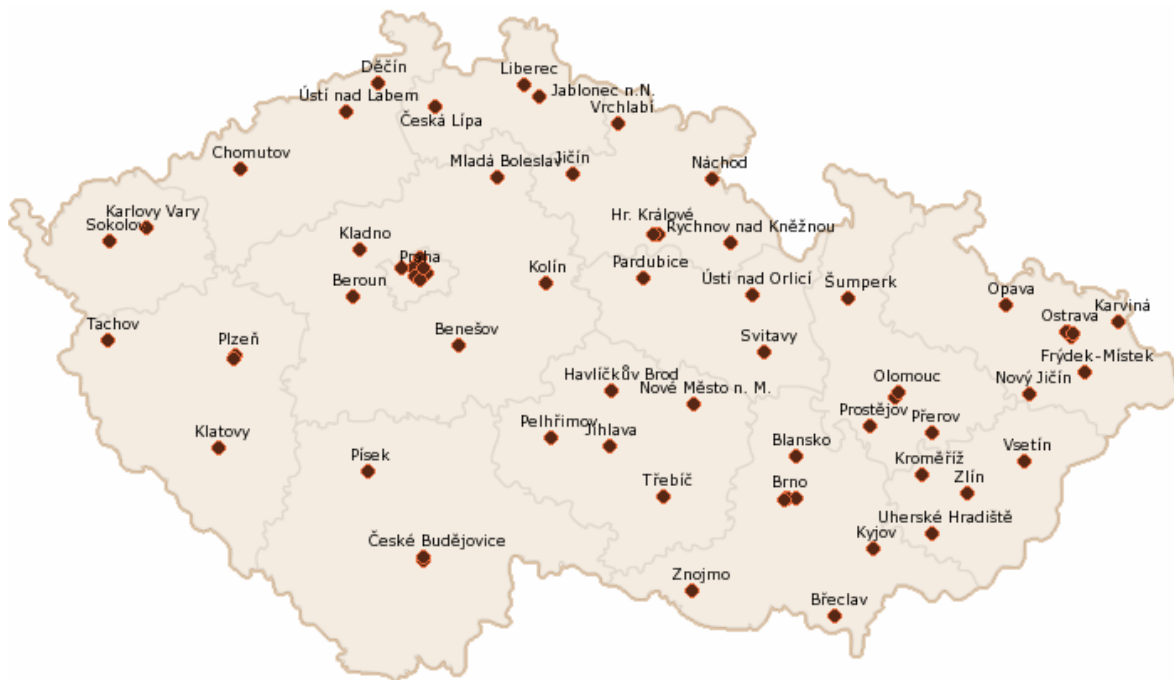 Děčín
Liberec
Ústí nad Labem
Jablonec n.N.
Vrchlabí
Česká Lípa
Chomutov
Mladá Boleslav
Jičín
Náchod
Karlovy Vary
Sokolov
Hr. Králové
Rychnov nad Kněžnou
Kladno
Praha
Kolín
Pardubice
Ústí nad Orlicí
Šumperk
Beroun
Opava
Karviná
Ostrava
Tachov
Plzeň
Benešov
Svitavy
Frýdek-Místek
Havlíčkův Brod
Nové Město n. M.
Olomouc
Nový Jičín
Prostějov
Přerov
Pelhřimov
Jihlava
Klatovy
Blansko
Vsetín
Písek
Kroměříž
Třebíč
Brno
Zlín
Uherské Hradiště
České Budějovice
Kyjov
Znojmo
Břeclav